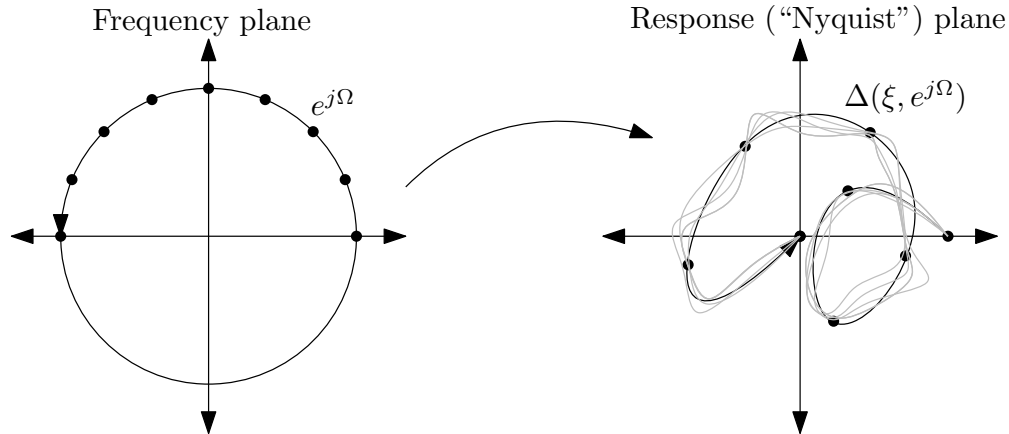 Frequency plane
Response (“Nyquist”) plane
e^{jΩ}
Δ(ξ, e^{jΩ})